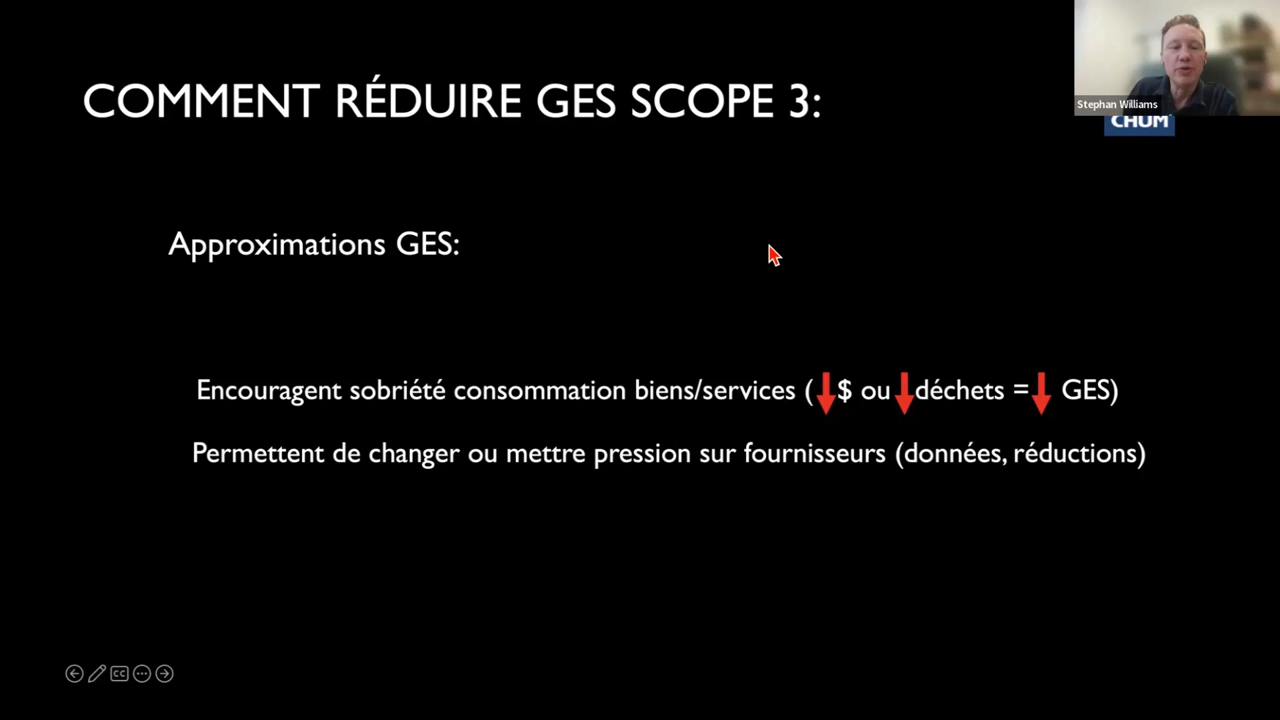 COMMENT RÉDUIRE GES SCOPE 3:
Stephan Williams
CHUM
Approximations GES:
Encouragent sobriété consommation biens/services (↓$ ou ↓déchets =↓ GES)
Permettent de changer ou mettre pression sur fournisseurs (données, réductions)
CC